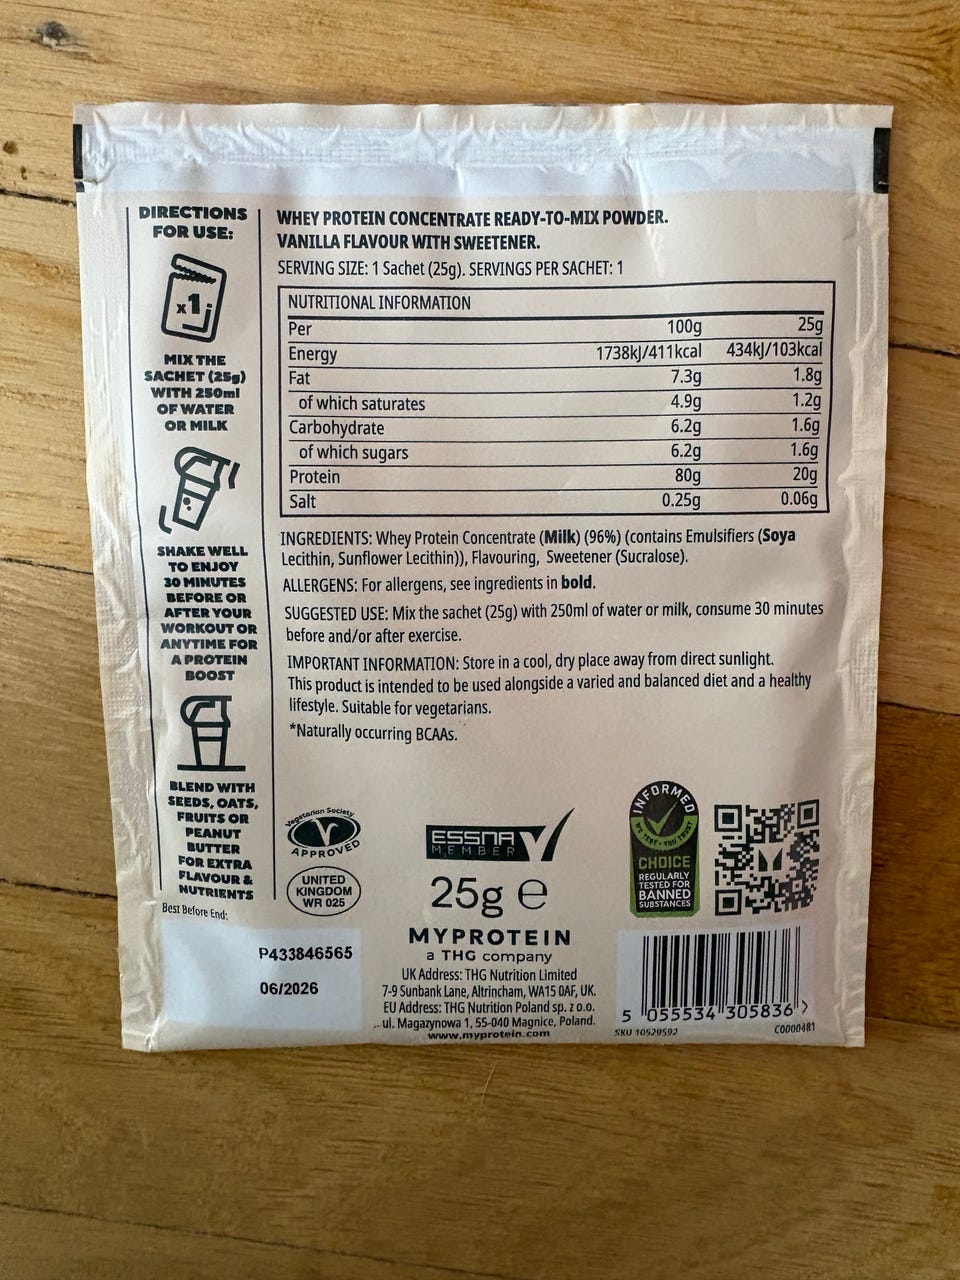 DIRECTIONS
FOR USE:
x1
MIX THE
SACHET (25g)
WITH 250ml
OF WATER
OR MILK
SHAKE WELL
TO ENJOY
30 MINUTES
BEFORE OR
AFTER YOUR
WORKOUT OR
ANYTIME FOR
A PROTEIN
BOOST
BLEND WITH
SEEDS, OATS,
FRUITS OR
PEANUT
BUTTER
FOR EXTRA
FLAVOUR &
NUTRIENTS
WHEY PROTEIN CONCENTRATE READY-TO-MIX POWDER.
VANILLA FLAVOUR WITH SWEETENER.
SERVING SIZE: 1 Sachet (25g). SERVINGS PER SACHET: 1
NUTRITIONAL INFORMATION
Per 100g 25g
Energy 1738kJ/411kcal 434kJ/103kcal
Fat 7.3g 1.8g
of which saturates 4.9g 1.2g
Carbohydrate 6.2g 1.6g
of which sugars 6.2g 1.6g
Protein 80g 20g
Salt 0.25g 0.06g
INGREDIENTS: Whey Protein Concentrate (Milk) (96%) (contains Emulsifiers (Soya
Lecithin, Sunflower Lecithin)), Flavouring, Sweetener (Sucralose).
ALLERGENS: For allergens, see ingredients in bold.
SUGGESTED USE: Mix the sachet (25g) with 250ml of water or milk, consume 30 minutes
before and/or after exercise.
IMPORTANT INFORMATION: Store in a cool, dry place away from direct sunlight.
This product is intended to be used alongside a varied and balanced diet and a healthy
lifestyle. Suitable for vegetarians.
*Naturally occurring BCAAs.
Vegetarian Society
APPROVED
UNITED
KINGDOM
WR 025
ESSNA
MEMBER
25g e
INFORMED
WE TEST • YOU TRUST
CHOICE
REGULARLY
TESTED FOR
BANNED
SUBSTANCES
Best Before End:
P433846565
06/2026
MYPROTEIN
a THG company
UK Address: THG Nutrition Limited
7-9 Sunbank Lane, Altrincham, WA15 0AF, UK.
EU Address: THG Nutrition Poland sp. z o.o.
ul. Magazynowa 1, 55-040 Magnice, Poland.
www.myprotein.com
5 055534 305836 >
SKU 10529592 C0000481